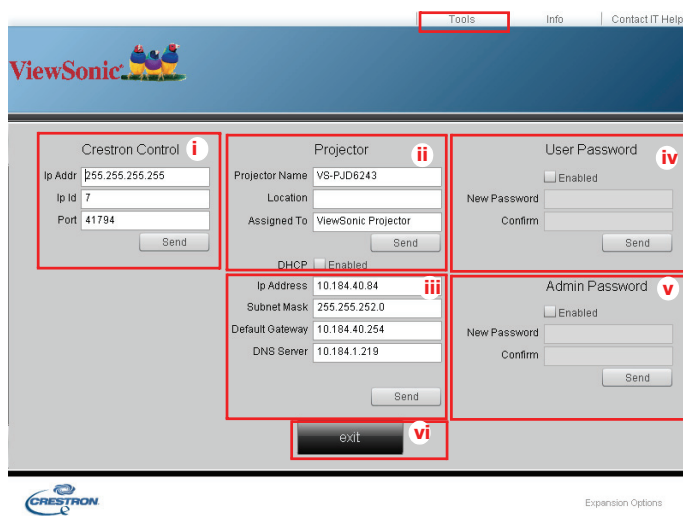 Tools Info Contact IT Help
ViewSonic
Crestron Control i
Ip Addr 255.255.255.255
Ip Id 7
Port 41794
Send
Projector ii
Projector Name VS-PJD6243
Location
Assigned To ViewSonic Projector
Send
DHCP Enabled
iii
Ip Address 10.184.40.84
Subnet Mask 255.255.252.0
Default Gateway 10.184.40.254
DNS Server 10.184.1.219
Send
User Password iv
Enabled
New Password
Confirm
Send
Admin Password v
Enabled
New Password
Confirm
Send
exit vi
CRESTRON
Expansion Options